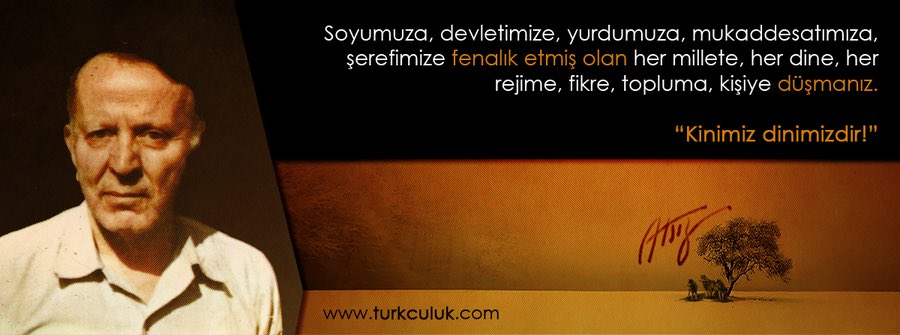 Soyumuza, devletimize, yurdumuza, mukaddesatımıza,
şerefimize fenalık etmiş olan her millete, her dine, her
rejime, fikre, topluma, kişiye düşmanız.
“Kinimiz dinimizdir!”
Atsız
www.turkculuk.com